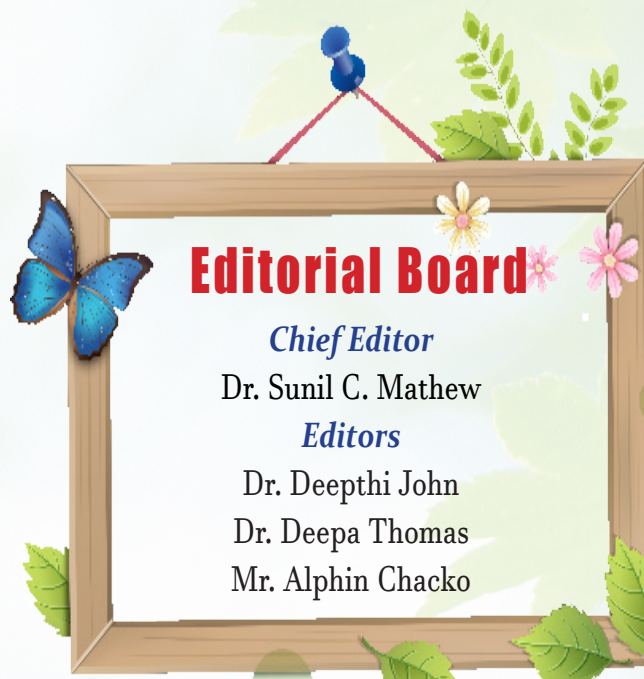 Editorial Board
Chief Editor
Dr. Sunil C. Mathew
Editors
Dr. Deepthi John
Dr. Deepa Thomas
Mr. Alphin Chacko